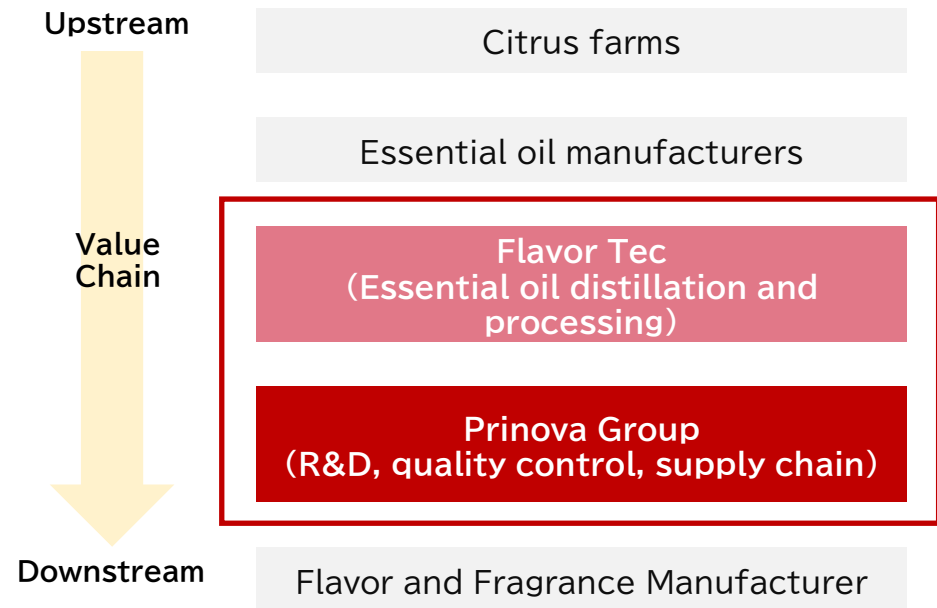 Upstream
Citrus farms
Essential oil manufacturers
Value
Chain
Flavor Tec
(Essential oil distillation and
processing)
Prinova Group
(R&D, quality control, supply chain)
Downstream
Flavor and Fragrance Manufacturer